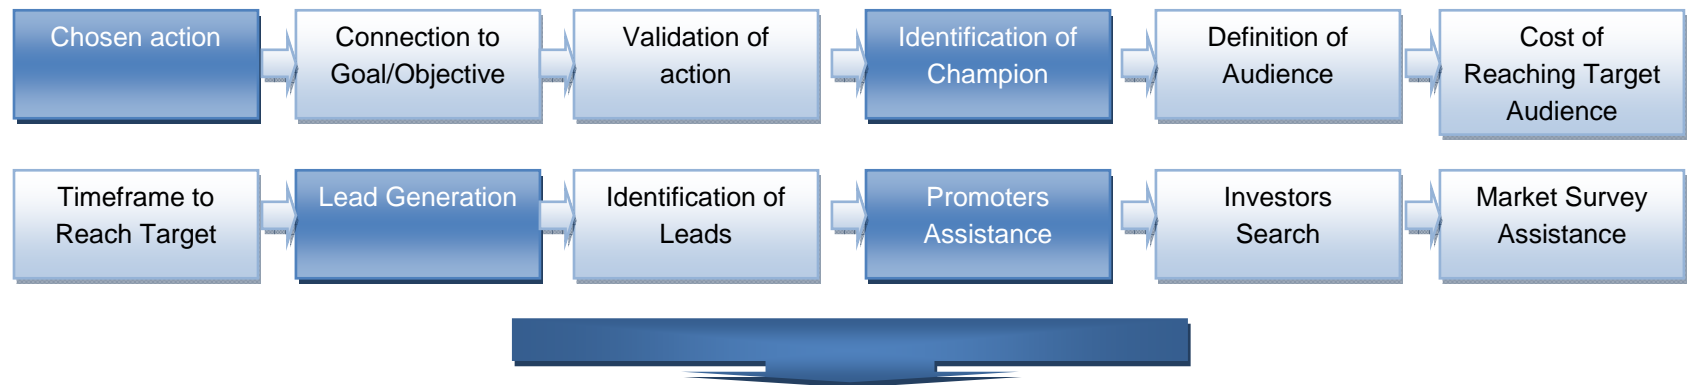 Chosen action
Connection to
Goal/Objective
Validation of
action
Identification of
Champion
Definition of
Audience
Cost of
Reaching Target
Audience
Timeframe to
Reach Target
Lead Generation
Identification of
Leads
Promoters
Assistance
Investors
Search
Market Survey
Assistance